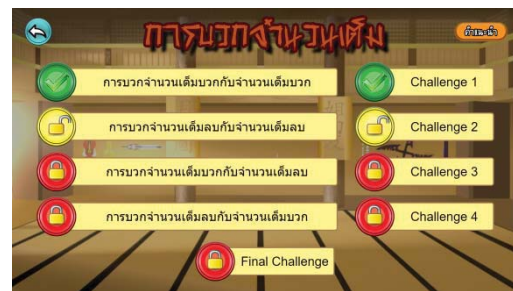 การบวกจำนวนเต็ม
คำแนะนำ
การบวกจำนวนเต็มบวกกับจำนวนเต็มบวก
Challenge 1
การบวกจำนวนเต็มลบกับจำนวนเต็มลบ
Challenge 2
การบวกจำนวนเต็มบวกกับจำนวนเต็มลบ
Challenge 3
การบวกจำนวนเต็มลบกับจำนวนเต็มบวก
Challenge 4
Final Challenge